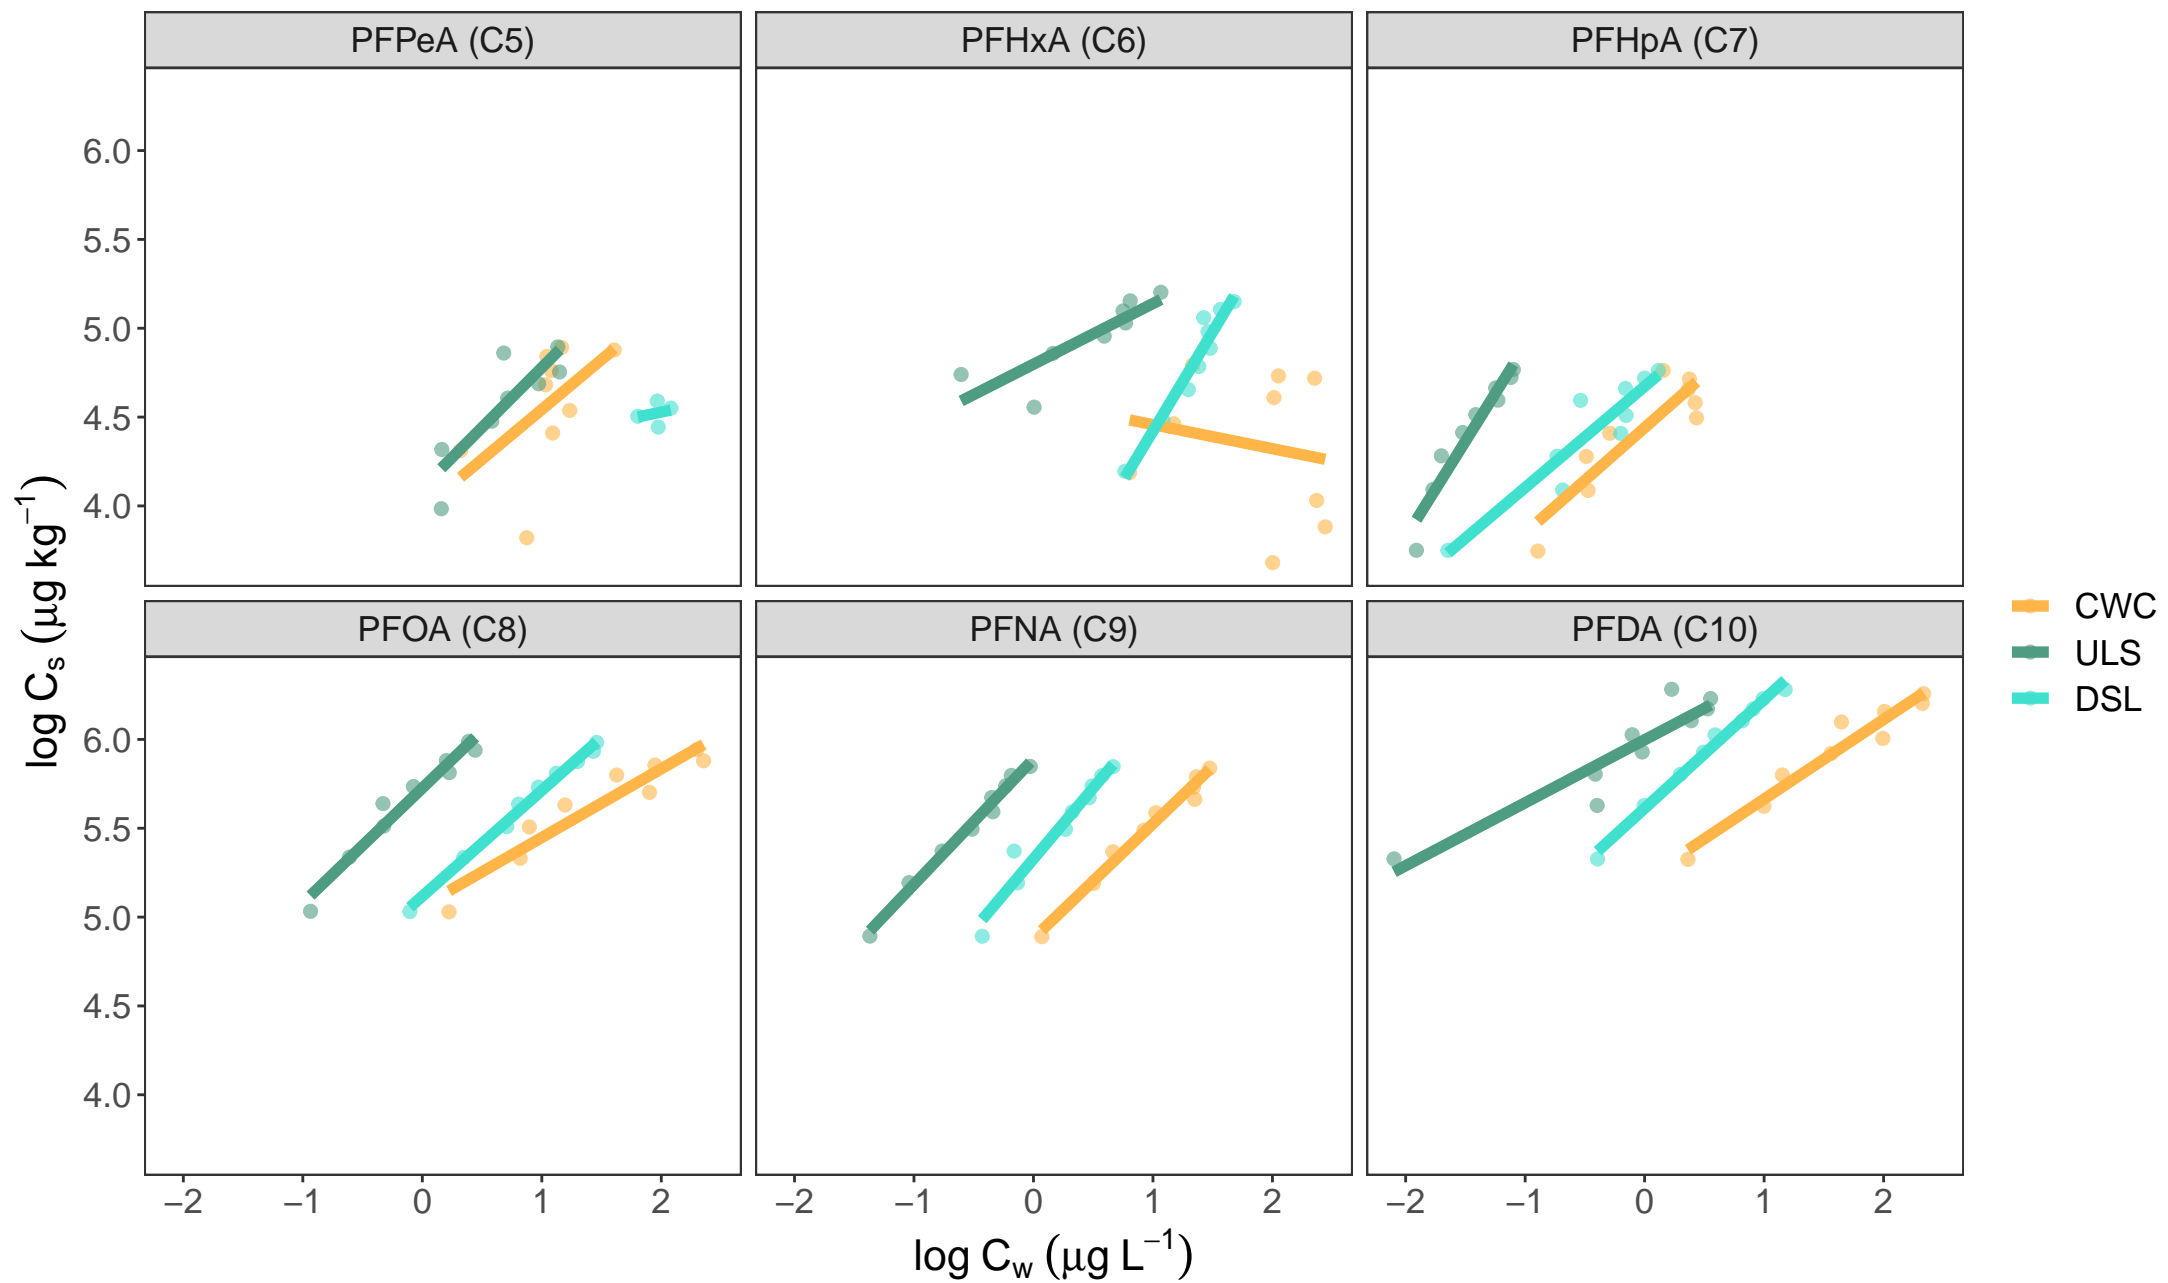 PFPeA (C5) PFHxA (C6) PFHpA (C7)
6.0
5.5
5.0
4.5
4.0
PFOA (C8) PFNA (C9) PFDA (C10)
6.0
5.5
5.0
4.5
4.0
−2 −1 0 1 2 −2 −1 0 1 2 −2 −1 0 1 2
log Cw (μg L−1)
log Cs (μg kg−1)
CWC
ULS
DSL